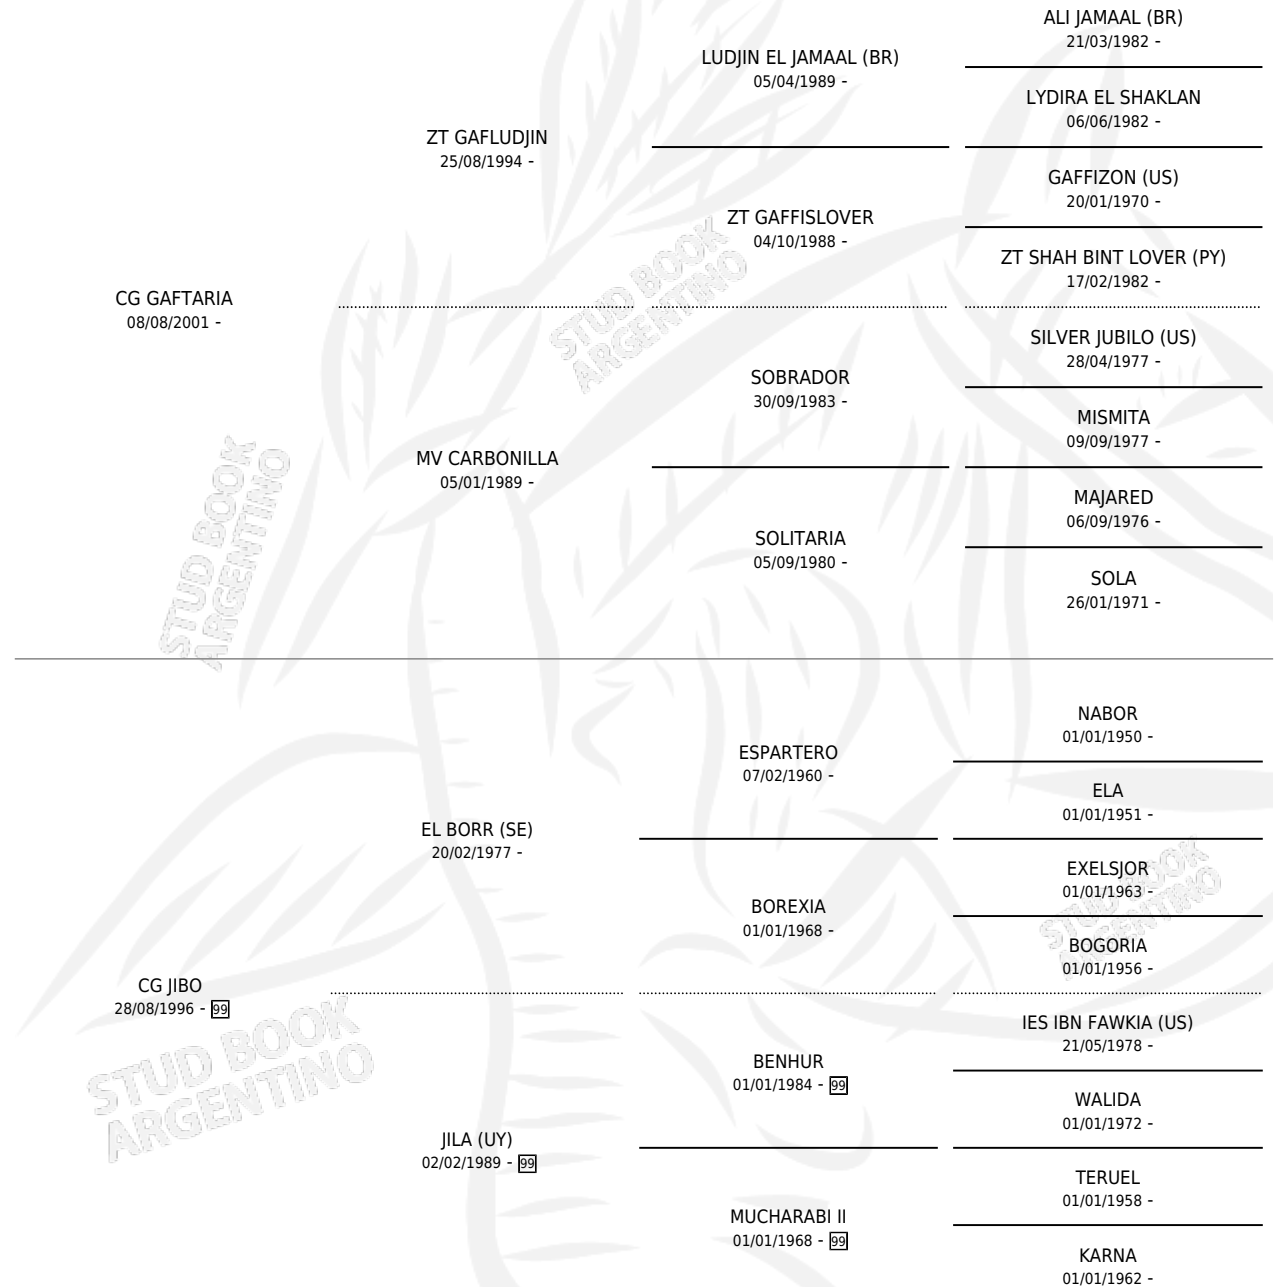 ALI JAMAAL (BR)
21/03/1982 -
LUDJIN EL JAMAAL (BR)
05/04/1989 -
LYDIRA EL SHAKLAN
06/06/1982 -
ZT GAFLUDJIN
25/08/1994 -
GAFFIZON (US)
20/01/1970 -
ZT GAFFISLOVER
04/10/1988 -
ZT SHAH BINT LOVER (PY)
17/02/1982 -
CG GAFTARIA
08/08/2001 -
SILVER JUBILO (US)
28/04/1977 -
SOBRADOR
30/09/1983 -
MISMITA
09/09/1977 -
MV CARBONILLA
05/01/1989 -
MAJARED
06/09/1976 -
SOLITARIA
05/09/1980 -
SOLA
26/01/1971 -
NABOR
01/01/1950 -
ESPARTERO
07/02/1960 -
ELA
01/01/1951 -
EL BORR (SE)
20/02/1977 -
EXELSJOR
01/01/1963 -
BOREXIA
01/01/1968 -
BOGORIA
01/01/1956 -
CG JIBO
28/08/1996 - 99
IES IBN FAWKIA (US)
21/05/1978 -
BENHUR
01/01/1984 - 99
WALIDA
01/01/1972 -
JILA (UY)
02/02/1989 - 99
TERUEL
01/01/1958 -
MUCHARABI II
01/01/1968 - 99
KARNA
01/01/1962 -
STUD BOOK
ARGENTINO
STUD BOOK
ARGENTINO
STUD BOOK
ARGENTINO
STUD BOOK
ARGENTINO